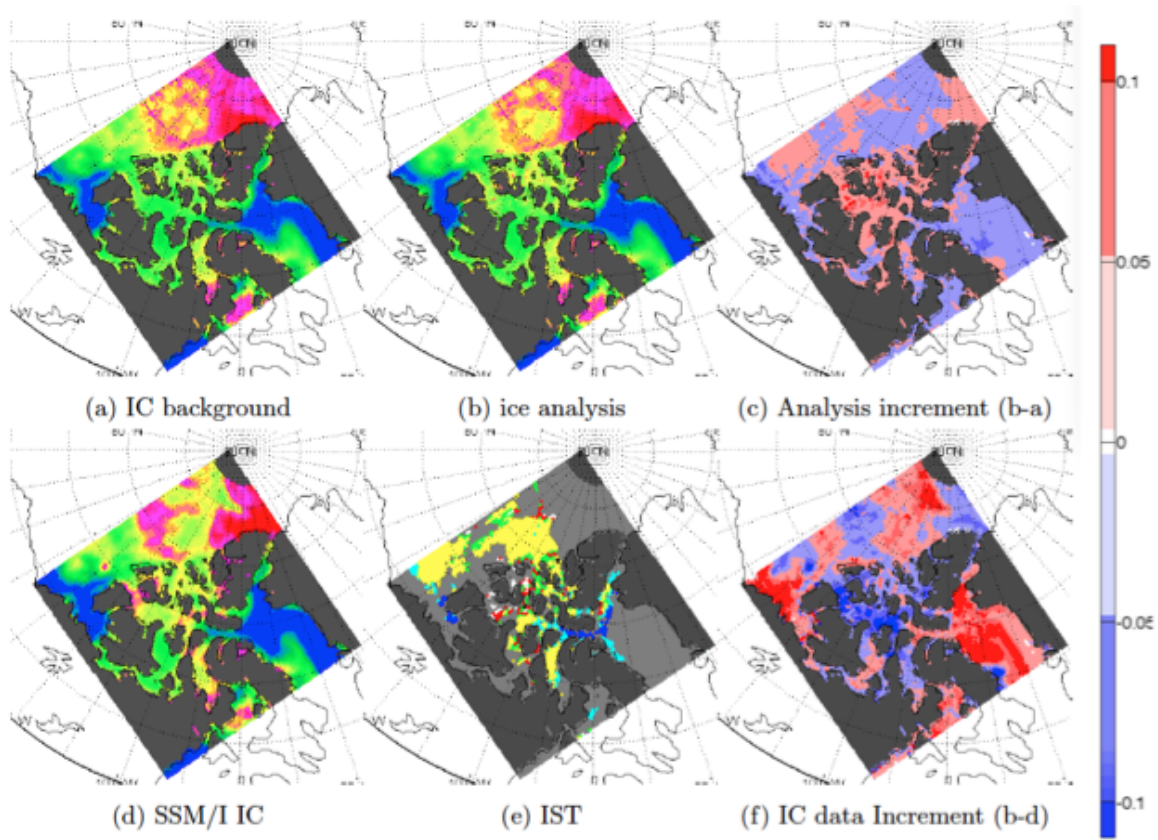 (a) IC background
(b) ice analysis
(c) Analysis increment (b-a)
0.1
0.05
0
-0.05
-0.1
W
W
(d) SSM/I IC
(e) IST
(f) IC data Increment (b-d)